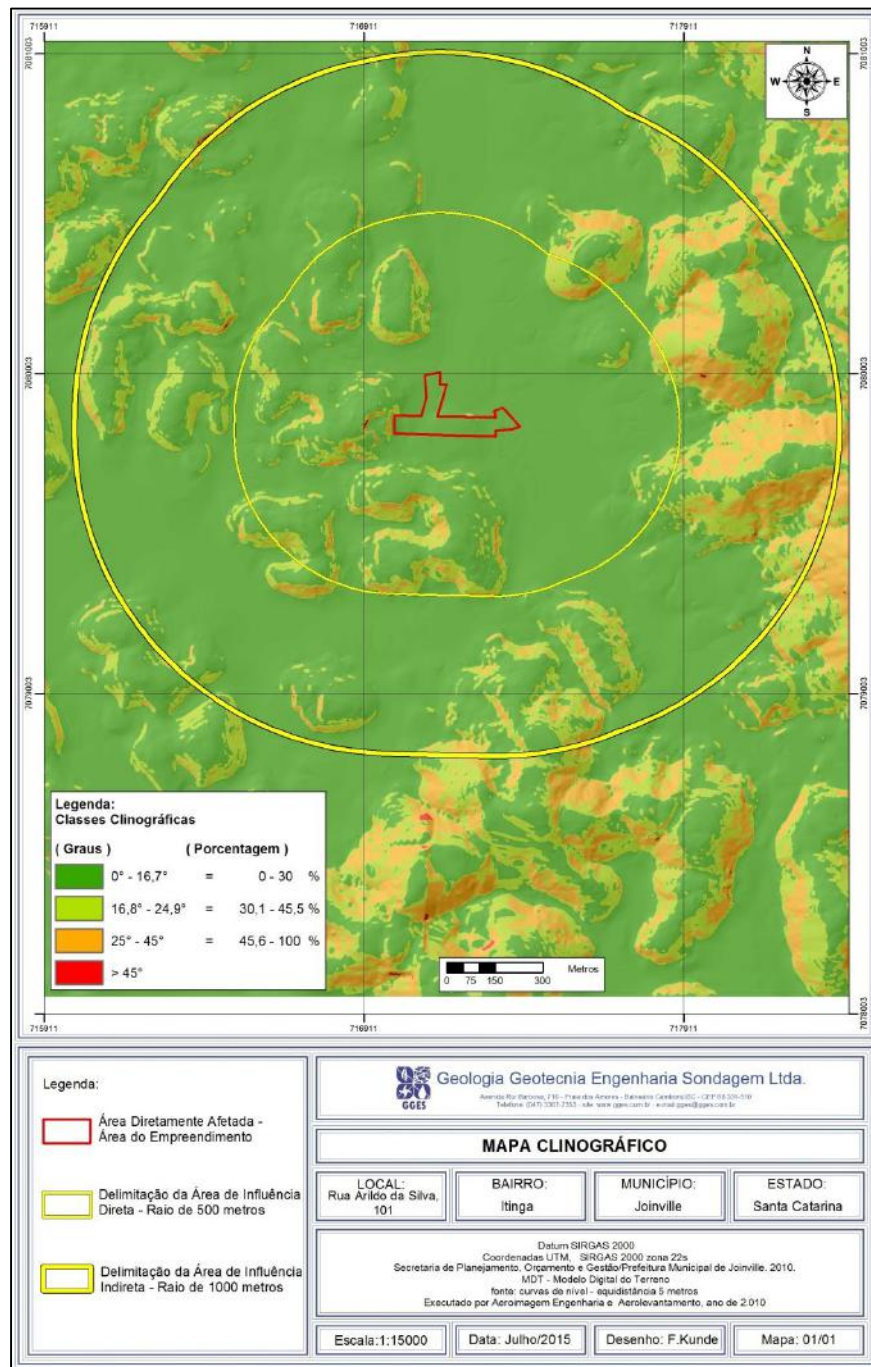 715911 716911 717911
7081003 7081003
N
W E
S
7080003 7080003
7079003 7079003
Legenda:
Classes Clinográficas
( Graus ) ( Porcentagem )
0° - 16,7° = 0 - 30 %
16,8° - 24,9° = 30,1 - 45,5 %
25° - 45° = 45,6 - 100 %
> 45°
Metros
0 75 150 300
7078003
715911 716911 717911
Legenda:
Área Diretamente Afetada -
Área do Empreendimento
Delimitação da Área de Influência
Direta - Raio de 500 metros
Delimitação da Área de Influência
Indireta - Raio de 1000 metros
GGES
Geologia Geotecnia Engenharia Sondagem Ltda.
MAPA CLINOGRÁFICO
LOCAL:
Rua Arildo da Silva,
101
BAIRRO:
Itinga
MUNICÍPIO:
Joinville
ESTADO:
Santa Catarina
Datum SIRGAS 2000
Coordenadas UTM, SIRGAS 2000 zona 22s
Secretaria de Planejamento, Orçamento e Gestão/Prefeitura Municipal de Joinville. 2010.
MDT - Modelo Digital do Terreno
fonte: curvas de nível - equidistância 5 metros
Executado por Aeroimagem Engenharia e Aerolevantamento, ano de 2.010
Escala:1:15000
Data: Julho/2015
Desenho: F.Kunde
Mapa: 01/01